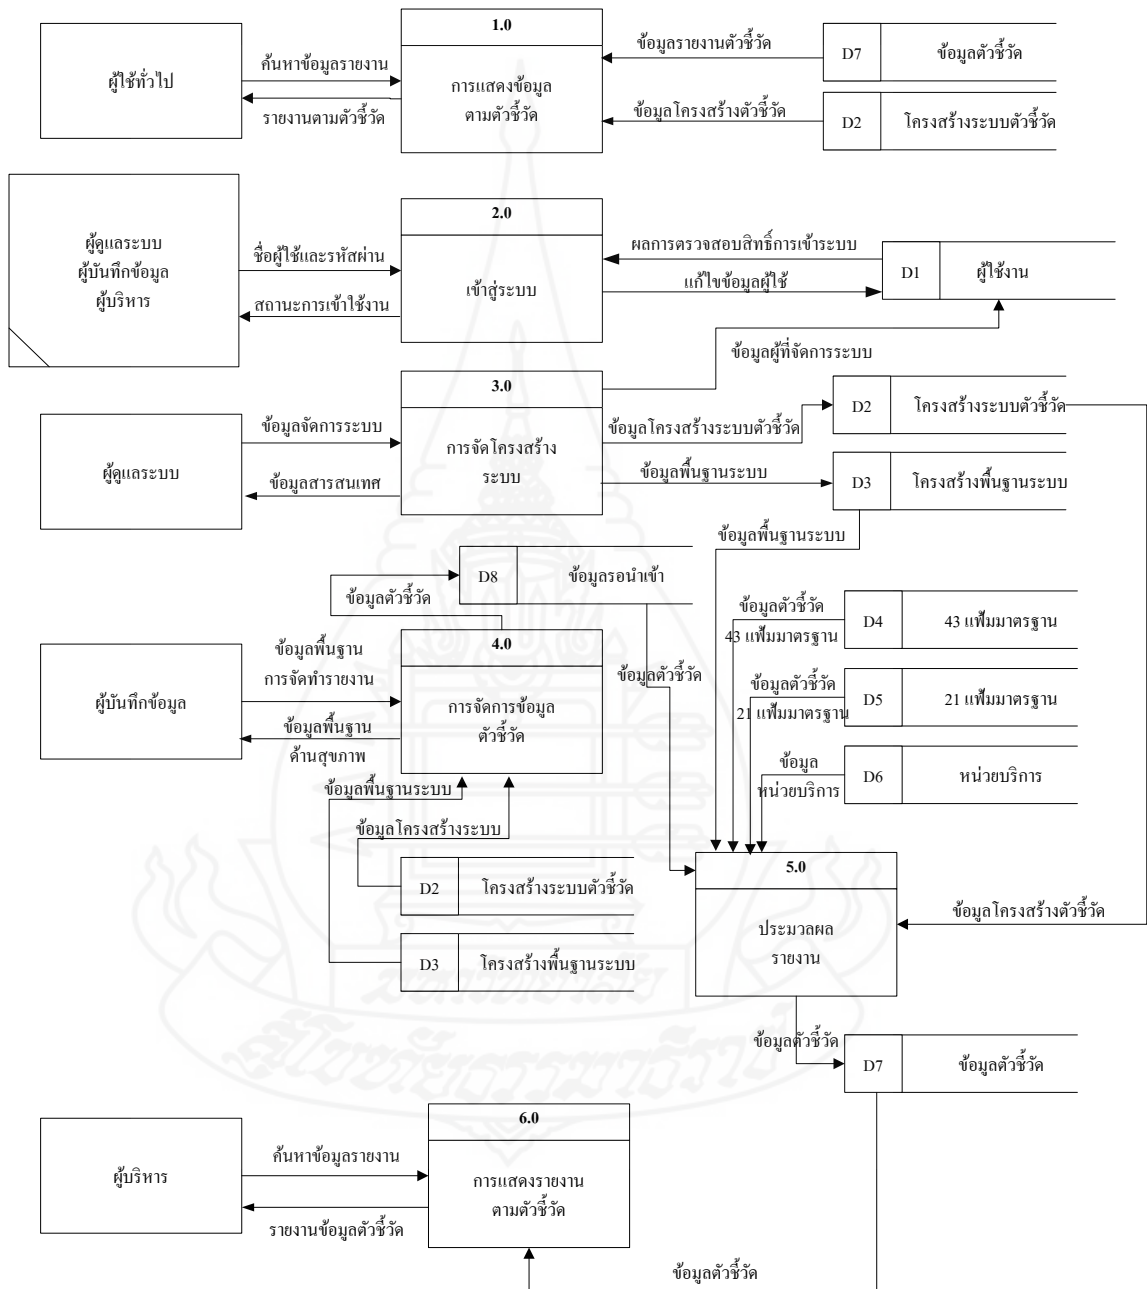 1.0
ผู้ใช้ทั่วไป
ค้นหาข้อมูลรายงาน
รายงานตามตัวชี้วัด
การแสดงข้อมูล
ตามตัวชี้วัด
ข้อมูลรายงานตัวชี้วัด
D7
ข้อมูลตัวชี้วัด
ข้อมูลโครงสร้างตัวชี้วัด
D2
โครงสร้างระบบตัวชี้วัด
ผู้ดูแลระบบ
ผู้บันทึกข้อมูล
ผู้บริหาร
ชื่อผู้ใช้และรหัสผ่าน
สถานะการเข้าใช้งาน
2.0
เข้าสู่ระบบ
ผลการตรวจสอบสิทธิ์การเข้าระบบ
แก้ไขข้อมูลผู้ใช้
D1
ผู้ใช้งาน
ข้อมูลผู้ที่จัดการระบบ
ผู้ดูแลระบบ
ข้อมูลจัดการระบบ
ข้อมูลสารสนเทศ
3.0
การจัดโครงสร้าง
ระบบ
ข้อมูลโครงสร้างระบบตัวชี้วัด
D2
โครงสร้างระบบตัวชี้วัด
ข้อมูลพื้นฐานระบบ
D3
โครงสร้างพื้นฐานระบบ
ข้อมูลพื้นฐานระบบ
D8
ข้อมูลรอนำเข้า
ข้อมูลตัวชี้วัด
ข้อมูลตัวชี้วัด
43 แฟ้มมาตรฐาน
D4
43 แฟ้มมาตรฐาน
ผู้บันทึกข้อมูล
ข้อมูลพื้นฐาน
การจัดทำรายงาน
ข้อมูลพื้นฐาน
ด้านสุขภาพ
4.0
การจัดการข้อมูล
ตัวชี้วัด
ข้อมูลตัวชี้วัด
ข้อมูลตัวชี้วัด
21 แฟ้มมาตรฐาน
D5
21 แฟ้มมาตรฐาน
ข้อมูล
หน่วยบริการ
D6
หน่วยบริการ
ข้อมูลพื้นฐานระบบ
ข้อมูลโครงสร้างระบบ
D2
โครงสร้างระบบตัวชี้วัด
D3
โครงสร้างพื้นฐานระบบ
5.0
ประมวลผล
รายงาน
ข้อมูลโครงสร้างตัวชี้วัด
ข้อมูลตัวชี้วัด
D7
ข้อมูลตัวชี้วัด
มหาวิทยาลัย
สุโขทัยธรรมาธิราช
ผู้บริหาร
ค้นหาข้อมูลรายงาน
รายงานข้อมูลตัวชี้วัด
6.0
การแสดงรายงาน
ตามตัวชี้วัด
ข้อมูลตัวชี้วัด